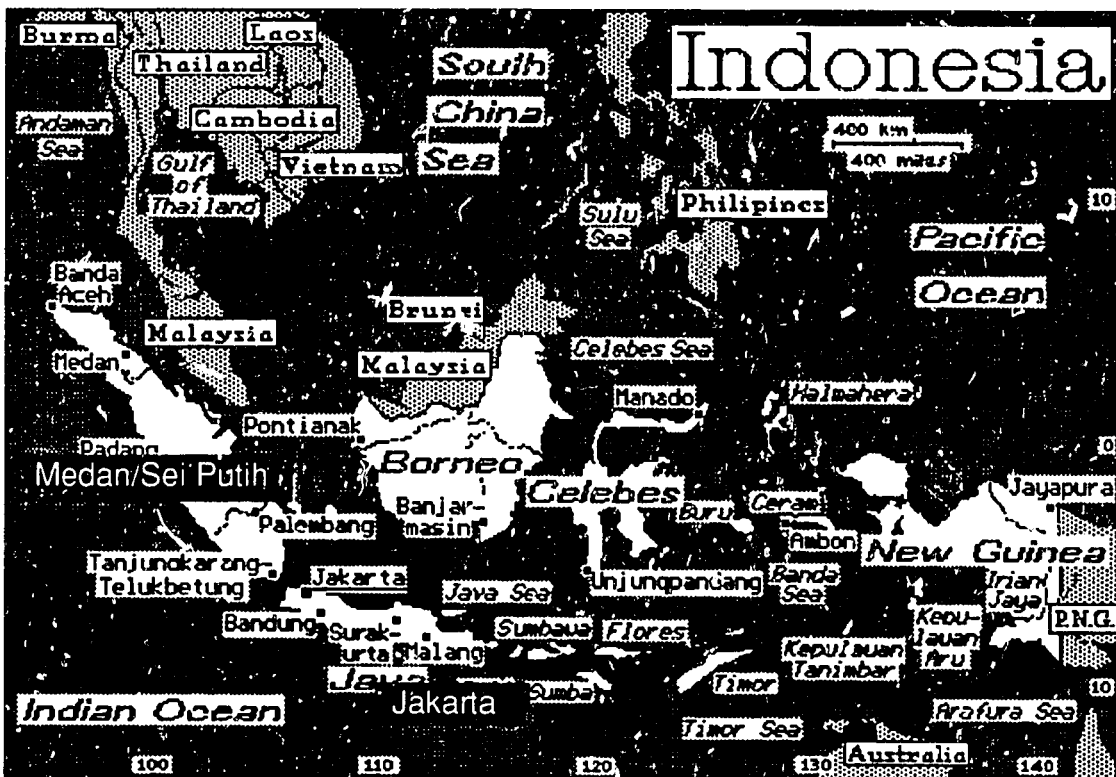 Indonesia
Burma
Laos
Thailand
Cambodia
Vietnam
Andaman
Sea
Gulf
of
Thailand
South
China
Sea
400 km
400 miles
10
Sulu
Sea
Philipines
Pacific
Ocean
Banda
Aceh
Malaysia
Medan
Brunei
Malaysia
Celebes Sea
Manado
Halmahera
Pontianak
Padang
Medan/Sei Putih
Borneo
0
Celebes
Buru
Ceram
Ambon
Jayapura
New Guinea
Palembang
Banjar-
masin
Tanjungkarang-
Telukbetung
Jakarta
Java Sea
Ujungpandang
Banda
Sea
Irian
Jaya
P.N.G.
Bandung
Surak-
urta
Malang
Java
Sumbawa
Flores
Kepulauan
Tanimbar
Kepu-
lauan
Aru
Jakarta
Sumba
Timor
10
Indian Ocean
Timor Sea
Arafura Sea
Australia
100
110
120
130
140